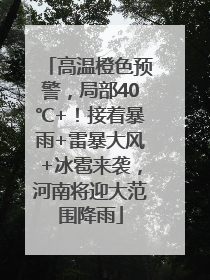 「高温橙色预
警，局部40
℃+！接着暴
雨+雷暴大风
+冰雹来袭，
河南将迎大范
围降雨」